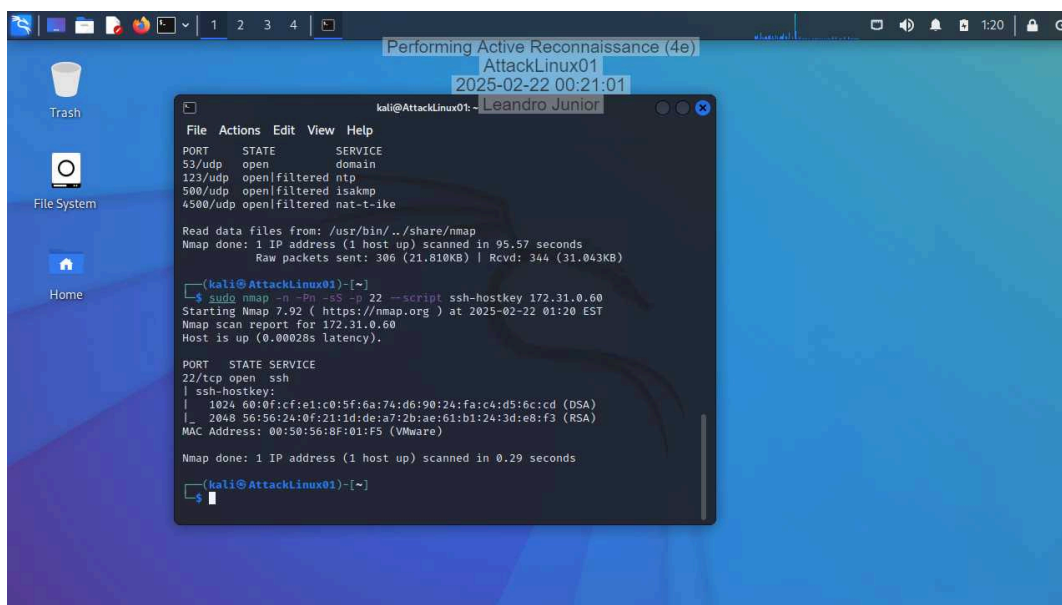 1 2 3 4
1:20
Performing Active Reconnaissance (4e)
AttackLinux01
2025-02-22 00:21:01
Leandro Junior
Trash
File System
Home
kali@AttackLinux01: ~
File Actions Edit View Help
PORT STATE SERVICE
53/udp open domain
123/udp open|filtered ntp
500/udp open|filtered isakmp
4500/udp open|filtered nat-t-ike
Read data files from: /usr/bin/../share/nmap
Nmap done: 1 IP address (1 host up) scanned in 95.57 seconds
Raw packets sent: 306 (21.810KB) | Rcvd: 344 (31.043KB)
┌──(kali㉿AttackLinux01)-[~]
└─$ sudo nmap -n -Pn -sS -p 22 --script ssh-hostkey 172.31.0.60
Starting Nmap 7.92 ( https://nmap.org ) at 2025-02-22 01:20 EST
Nmap scan report for 172.31.0.60
Host is up (0.00028s latency).
PORT STATE SERVICE
22/tcp open ssh
| ssh-hostkey:
| 1024 60:0f:cf:e1:c0:5f:6a:74:d6:90:24:fa:c4:d5:6c:cd (DSA)
|_ 2048 56:56:24:0f:21:1d:de:a7:2b:ae:61:b1:24:3d:e8:f3 (RSA)
MAC Address: 00:50:56:8F:01:F5 (VMware)
Nmap done: 1 IP address (1 host up) scanned in 0.29 seconds
┌──(kali㉿AttackLinux01)-[~]
└─$